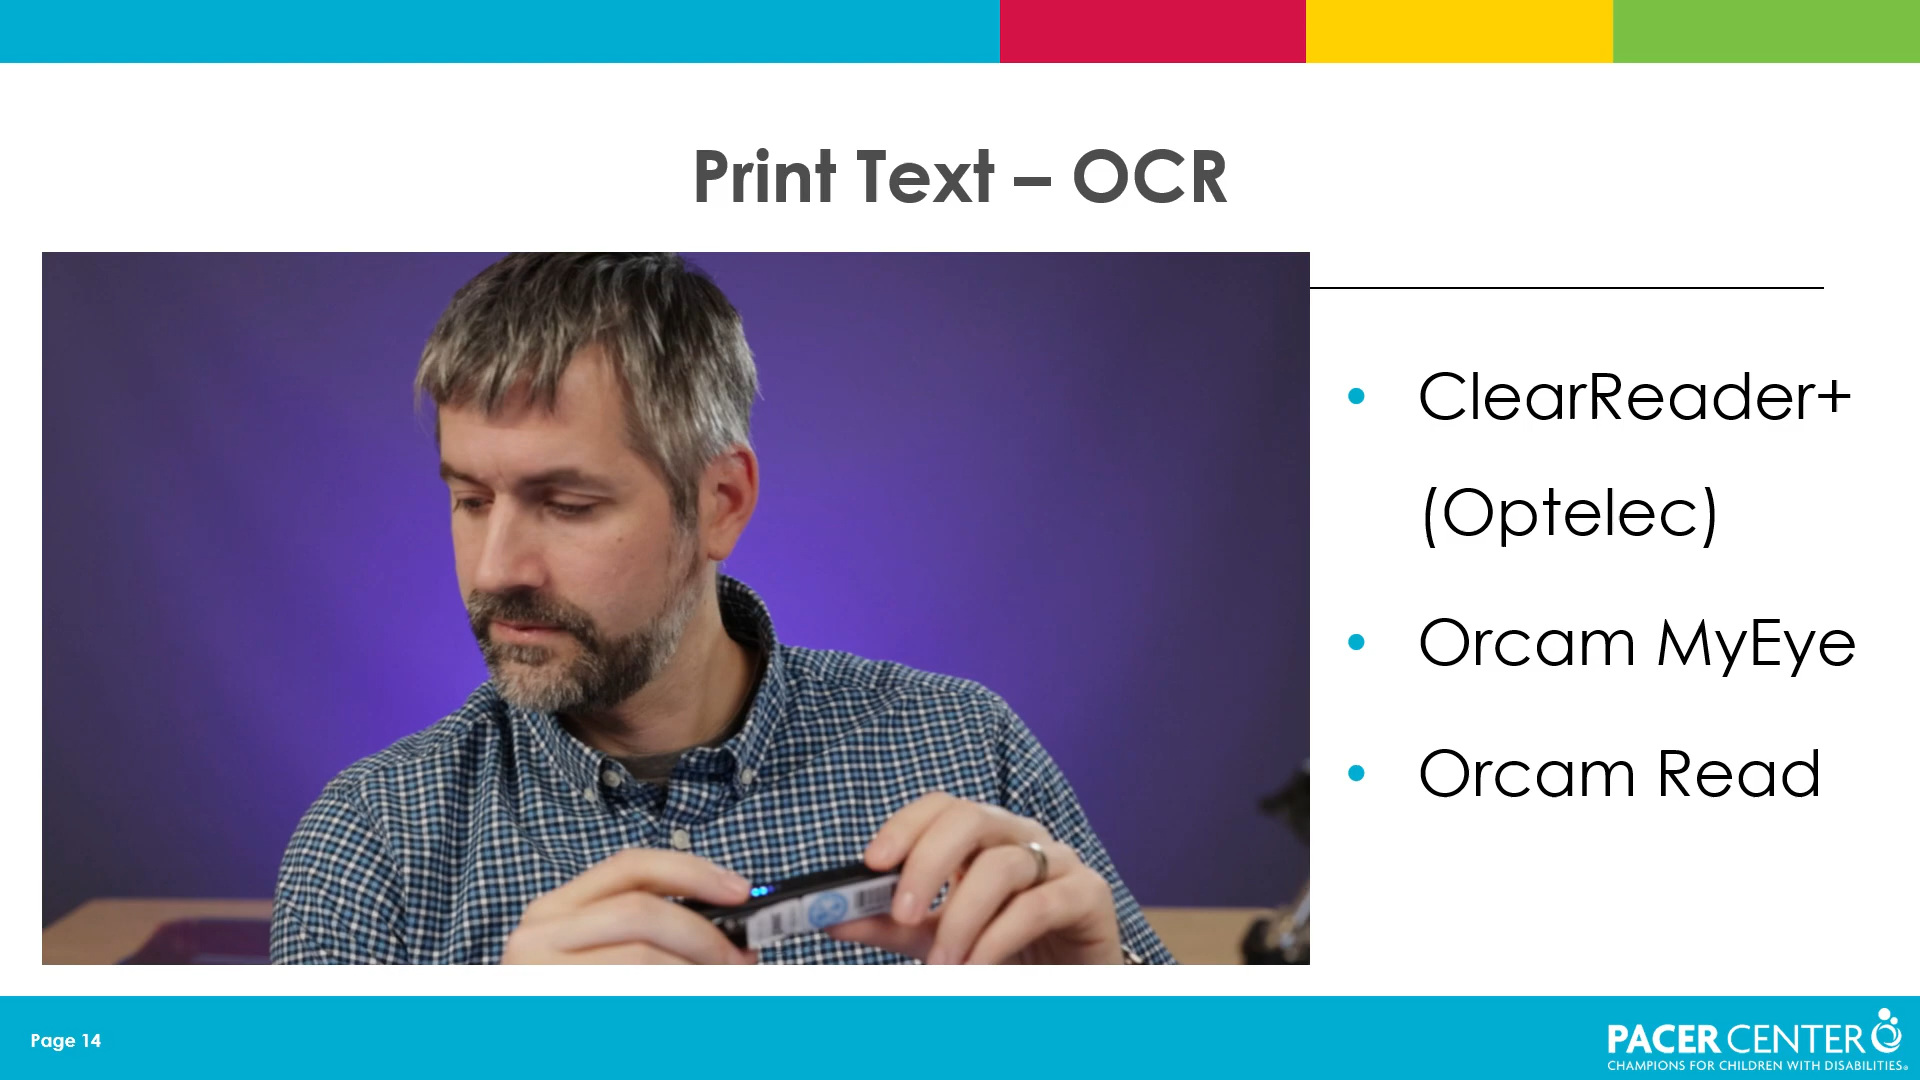 Print Text – OCR
• ClearReader+
(Optelec)
• Orcam MyEye
• Orcam Read
Page 14
PACER CENTER
CHAMPIONS FOR CHILDREN WITH DISABILITIES®